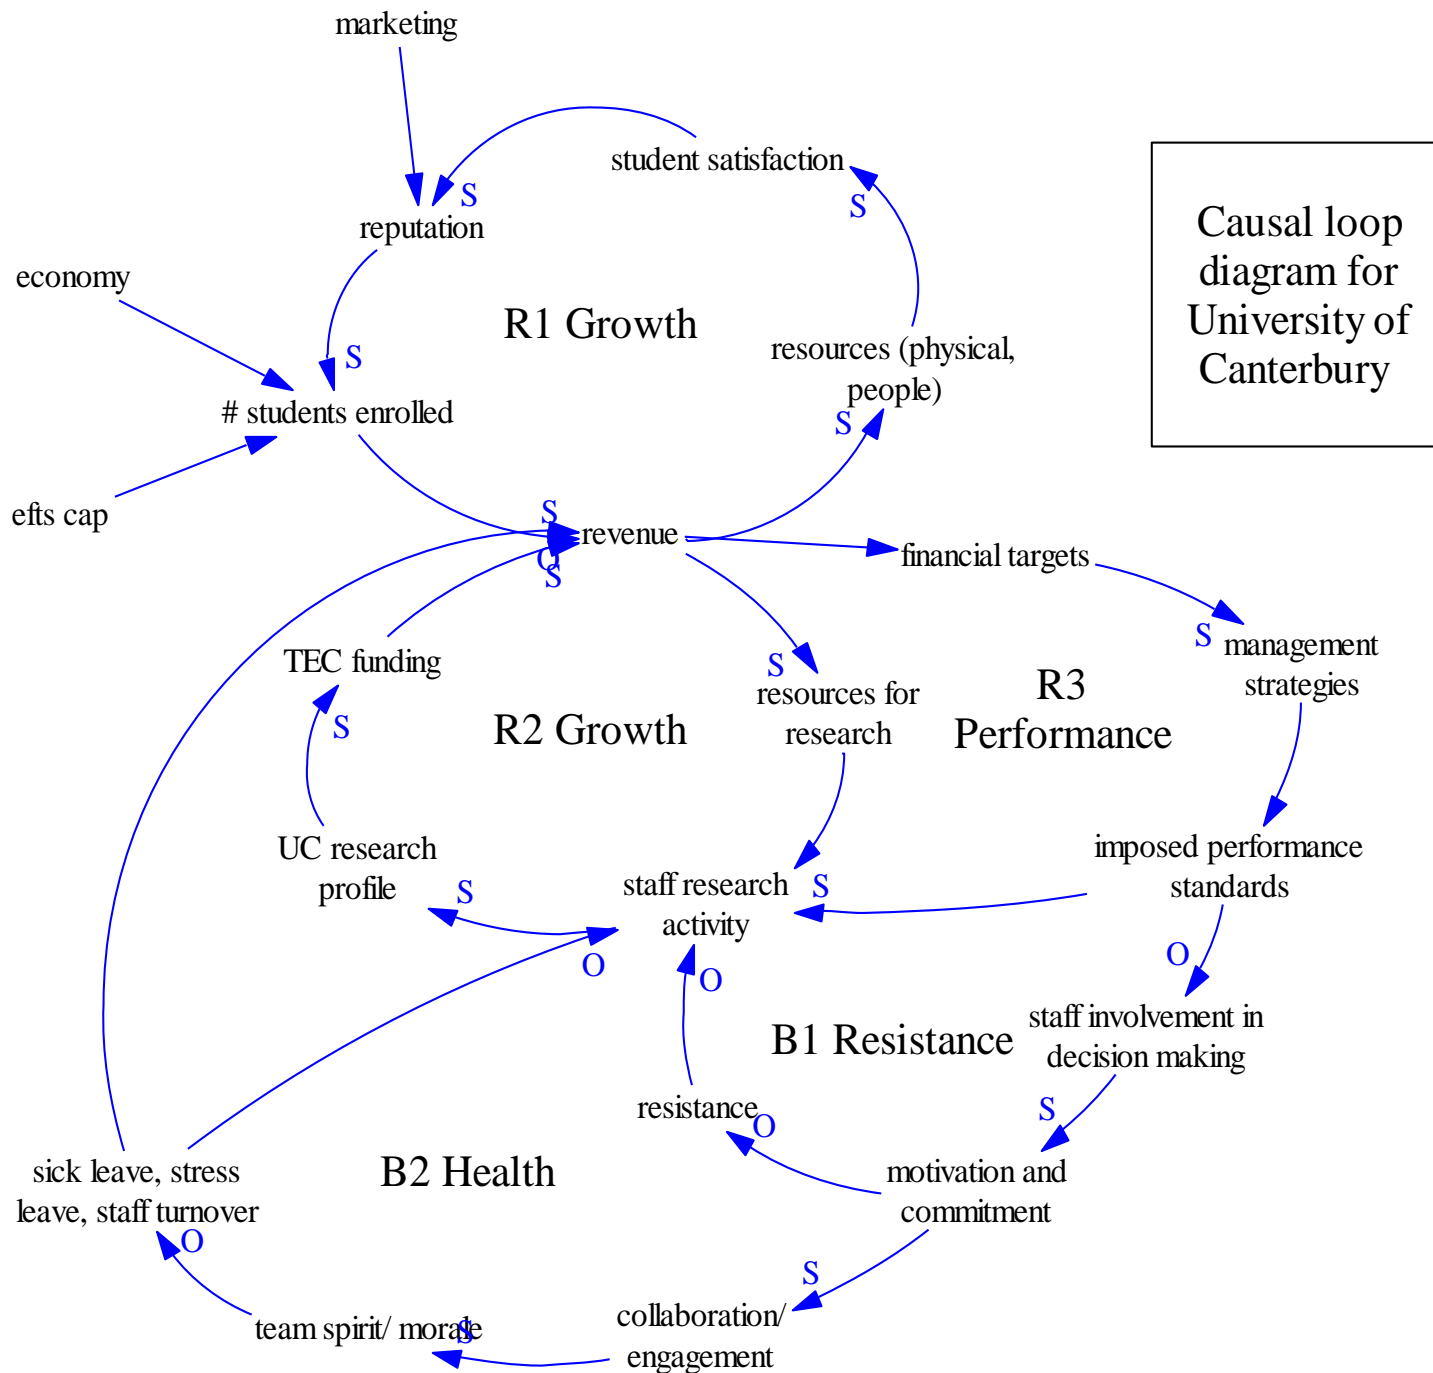 marketing
student satisfaction
S
S
reputation
economy
R1 Growth
resources (physical,
people)
S
# students enrolled
S
efts cap
S
revenue
O
S
financial targets
Causal loop
diagram for
University of
Canterbury
S
management
strategies
TEC funding
S
resources for
research
R3
Performance
S
R2 Growth
UC research
profile
S
staff research
activity
S
imposed performance
standards
O
O
O
staff involvement in
decision making
B1 Resistance
resistance
O
S
motivation and
commitment
sick leave, stress
leave, staff turnover
B2 Health
O
S
team spirit/ morale
S
collaboration/
engagement